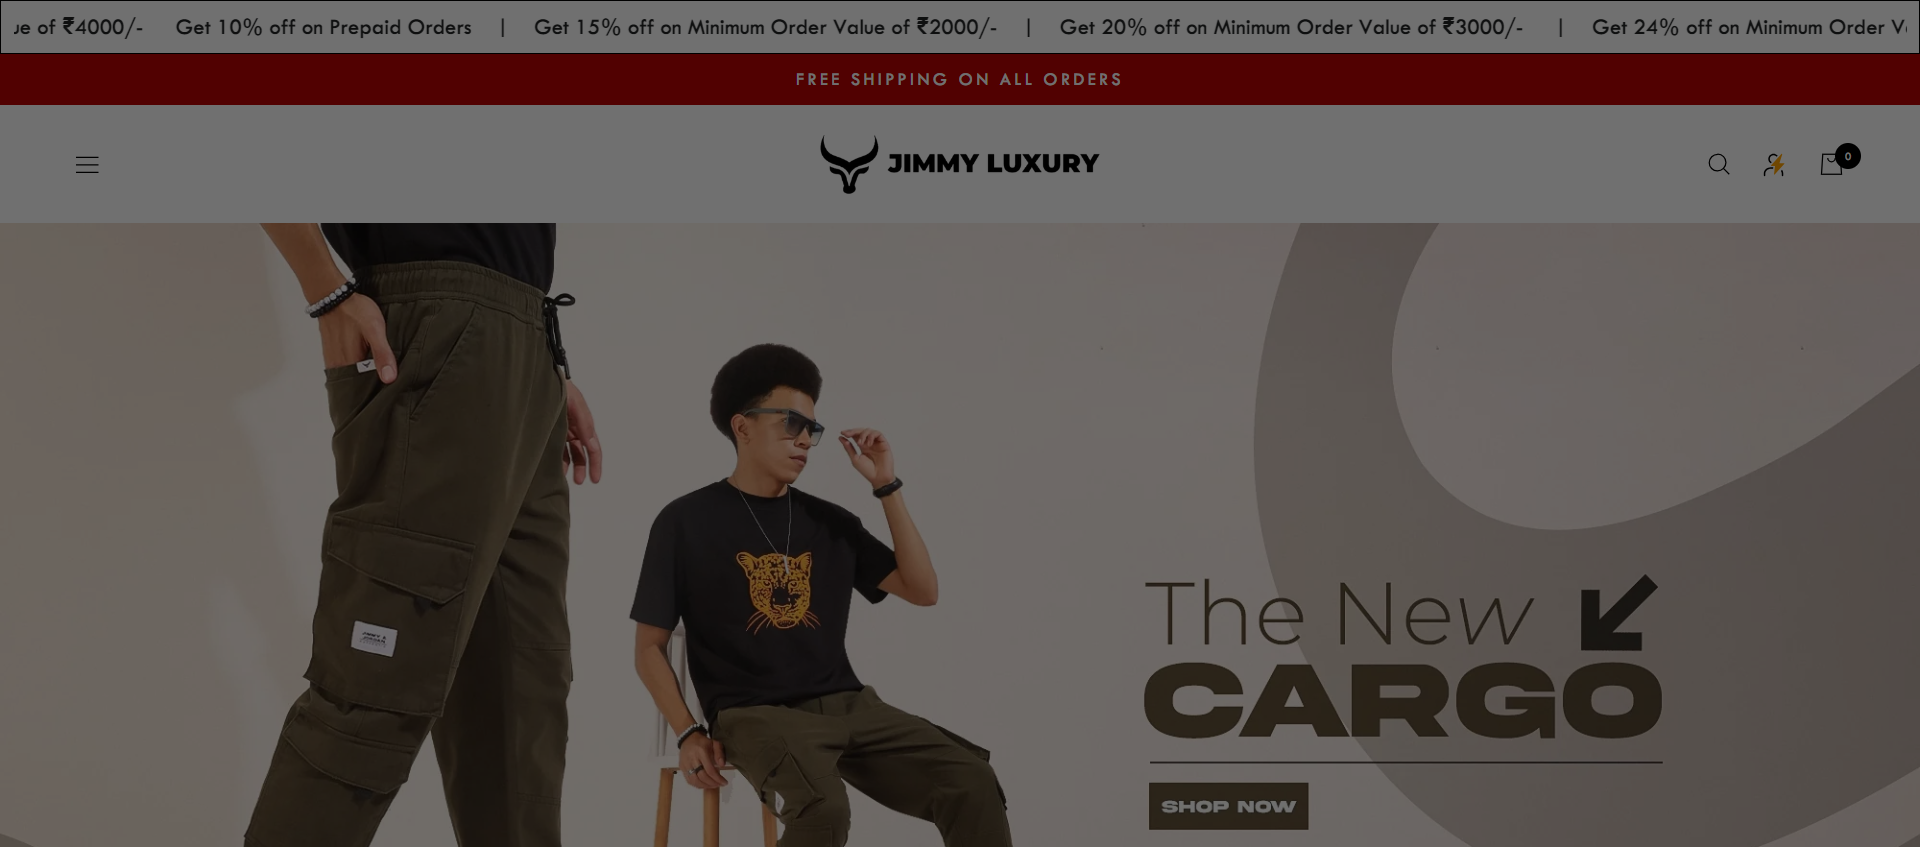 of ₹4000/- Get 10% off on Prepaid Orders | Get 15% off on Minimum Order Value of ₹2000/- | Get 20% off on Minimum Order Value of ₹3000/- | Get 24% off on Minimum Order
FREE SHIPPING ON ALL ORDERS
JIMMY LUXURY
0
The New
CARGO
SHOP NOW